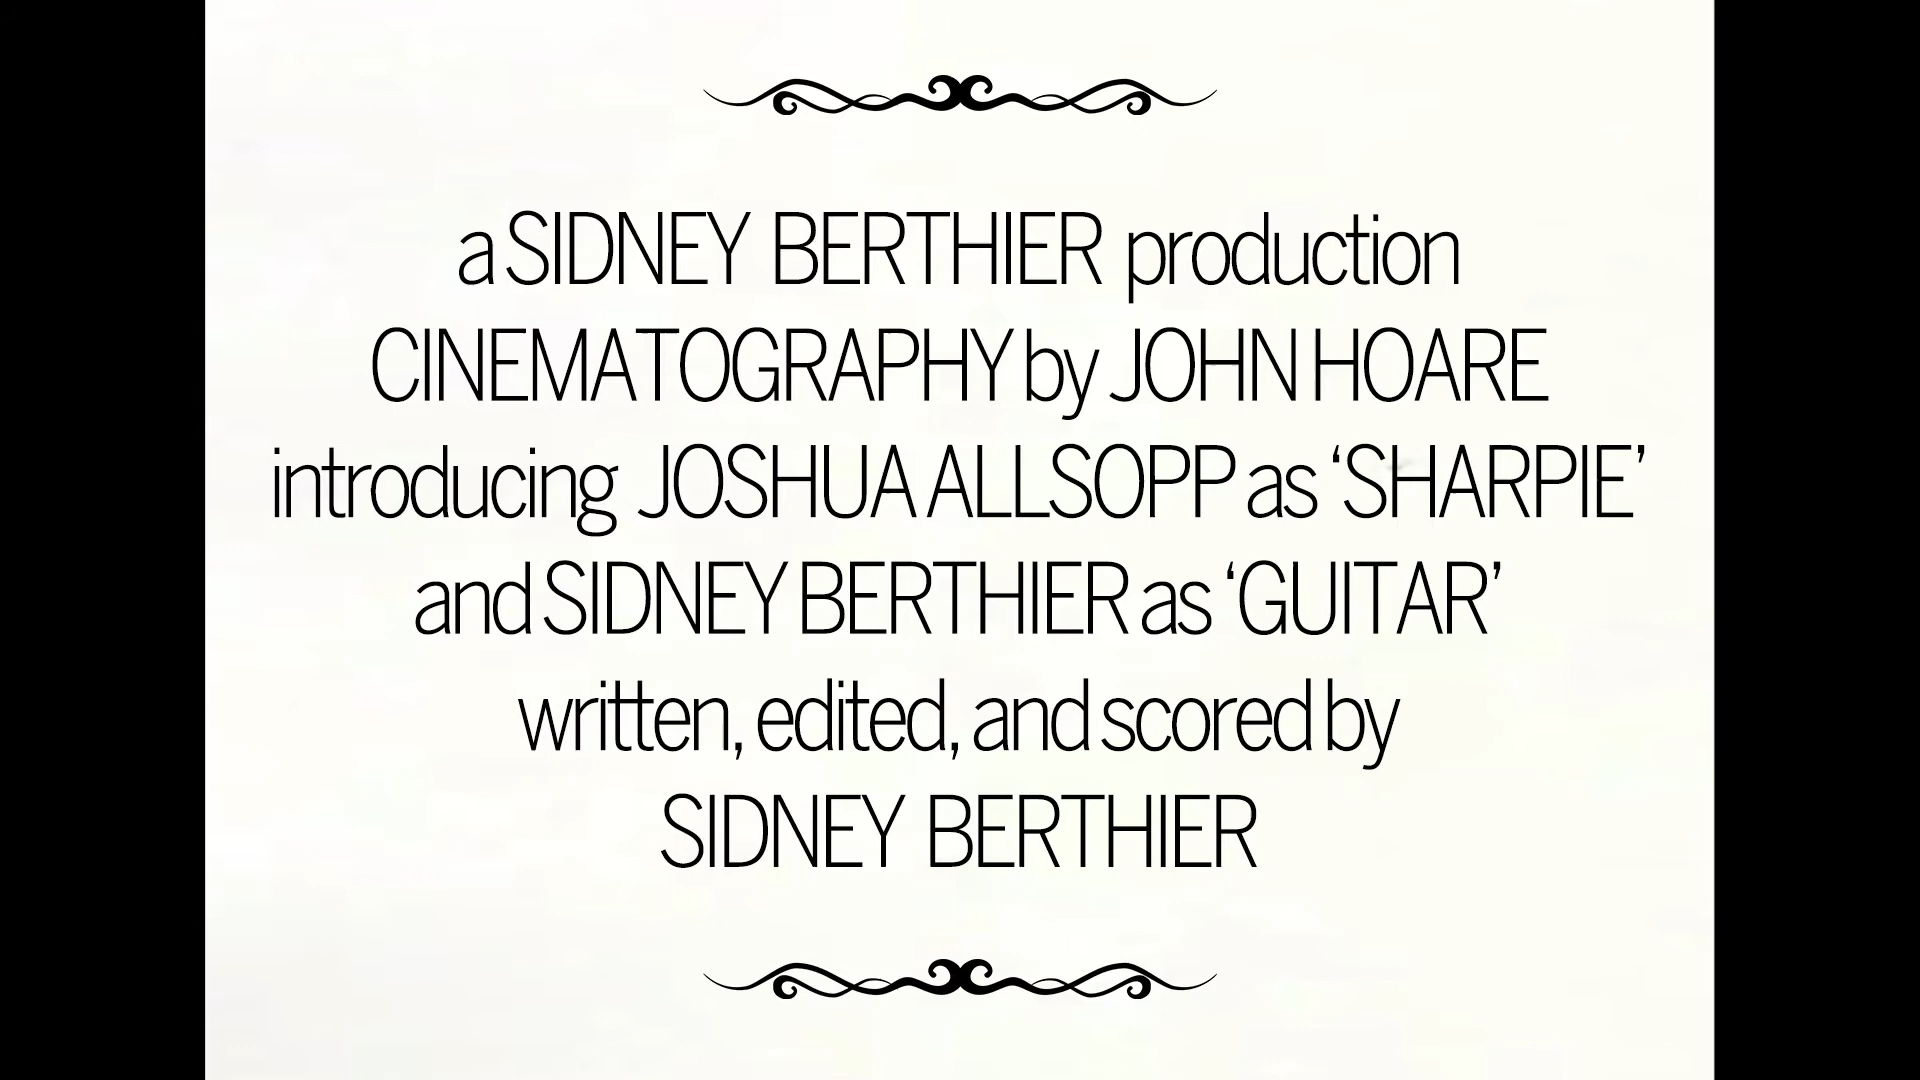 a SIDNEY BERTHIER production
CINEMATOGRAPHY by JOHN HOARE
introducing JOSHUA ALLSOPP as ‘SHARPIE’
and SIDNEY BERTHIER as ‘GUITAR’
written, edited, and scored by
SIDNEY BERTHIER